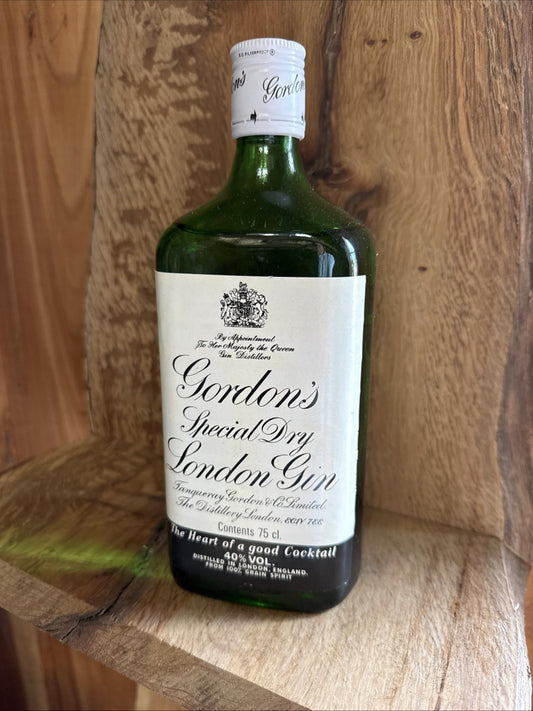 Gordon's
By Appointment
To Her Majesty the Queen
Gin Distillers
Gordon's
Special Dry
London Gin
Tanqueray Gordon & Co. Limited.
The Distillery London,
Contents 75 cl.
The Heart of a good Cocktail
40% VOL.
DISTILLED IN LONDON, ENGLAND.
FROM 100% GRAIN SPIRIT